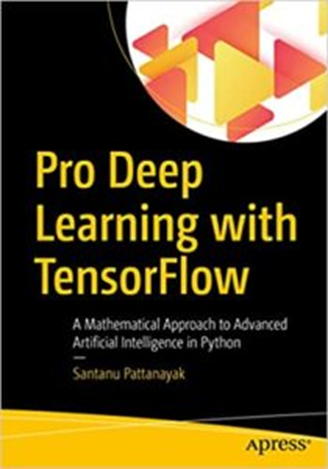 Pro Deep
Learning with
TensorFlow
A Mathematical Approach to Advanced
Artificial Intelligence in Python
—
Santanu Pattanayak
Apress®